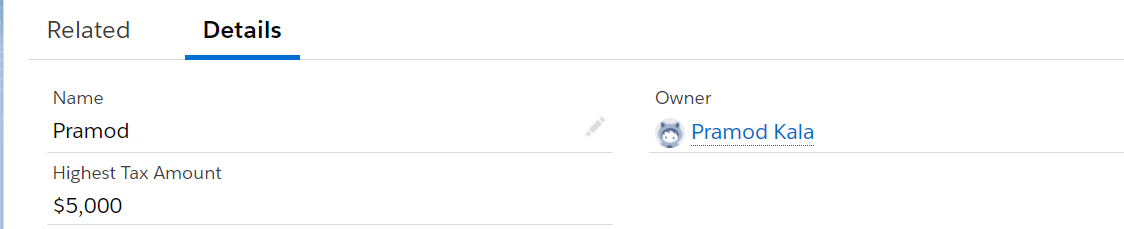 Related Details
Name
Pramod
Owner
Pramod Kala
Highest Tax Amount
$5,000